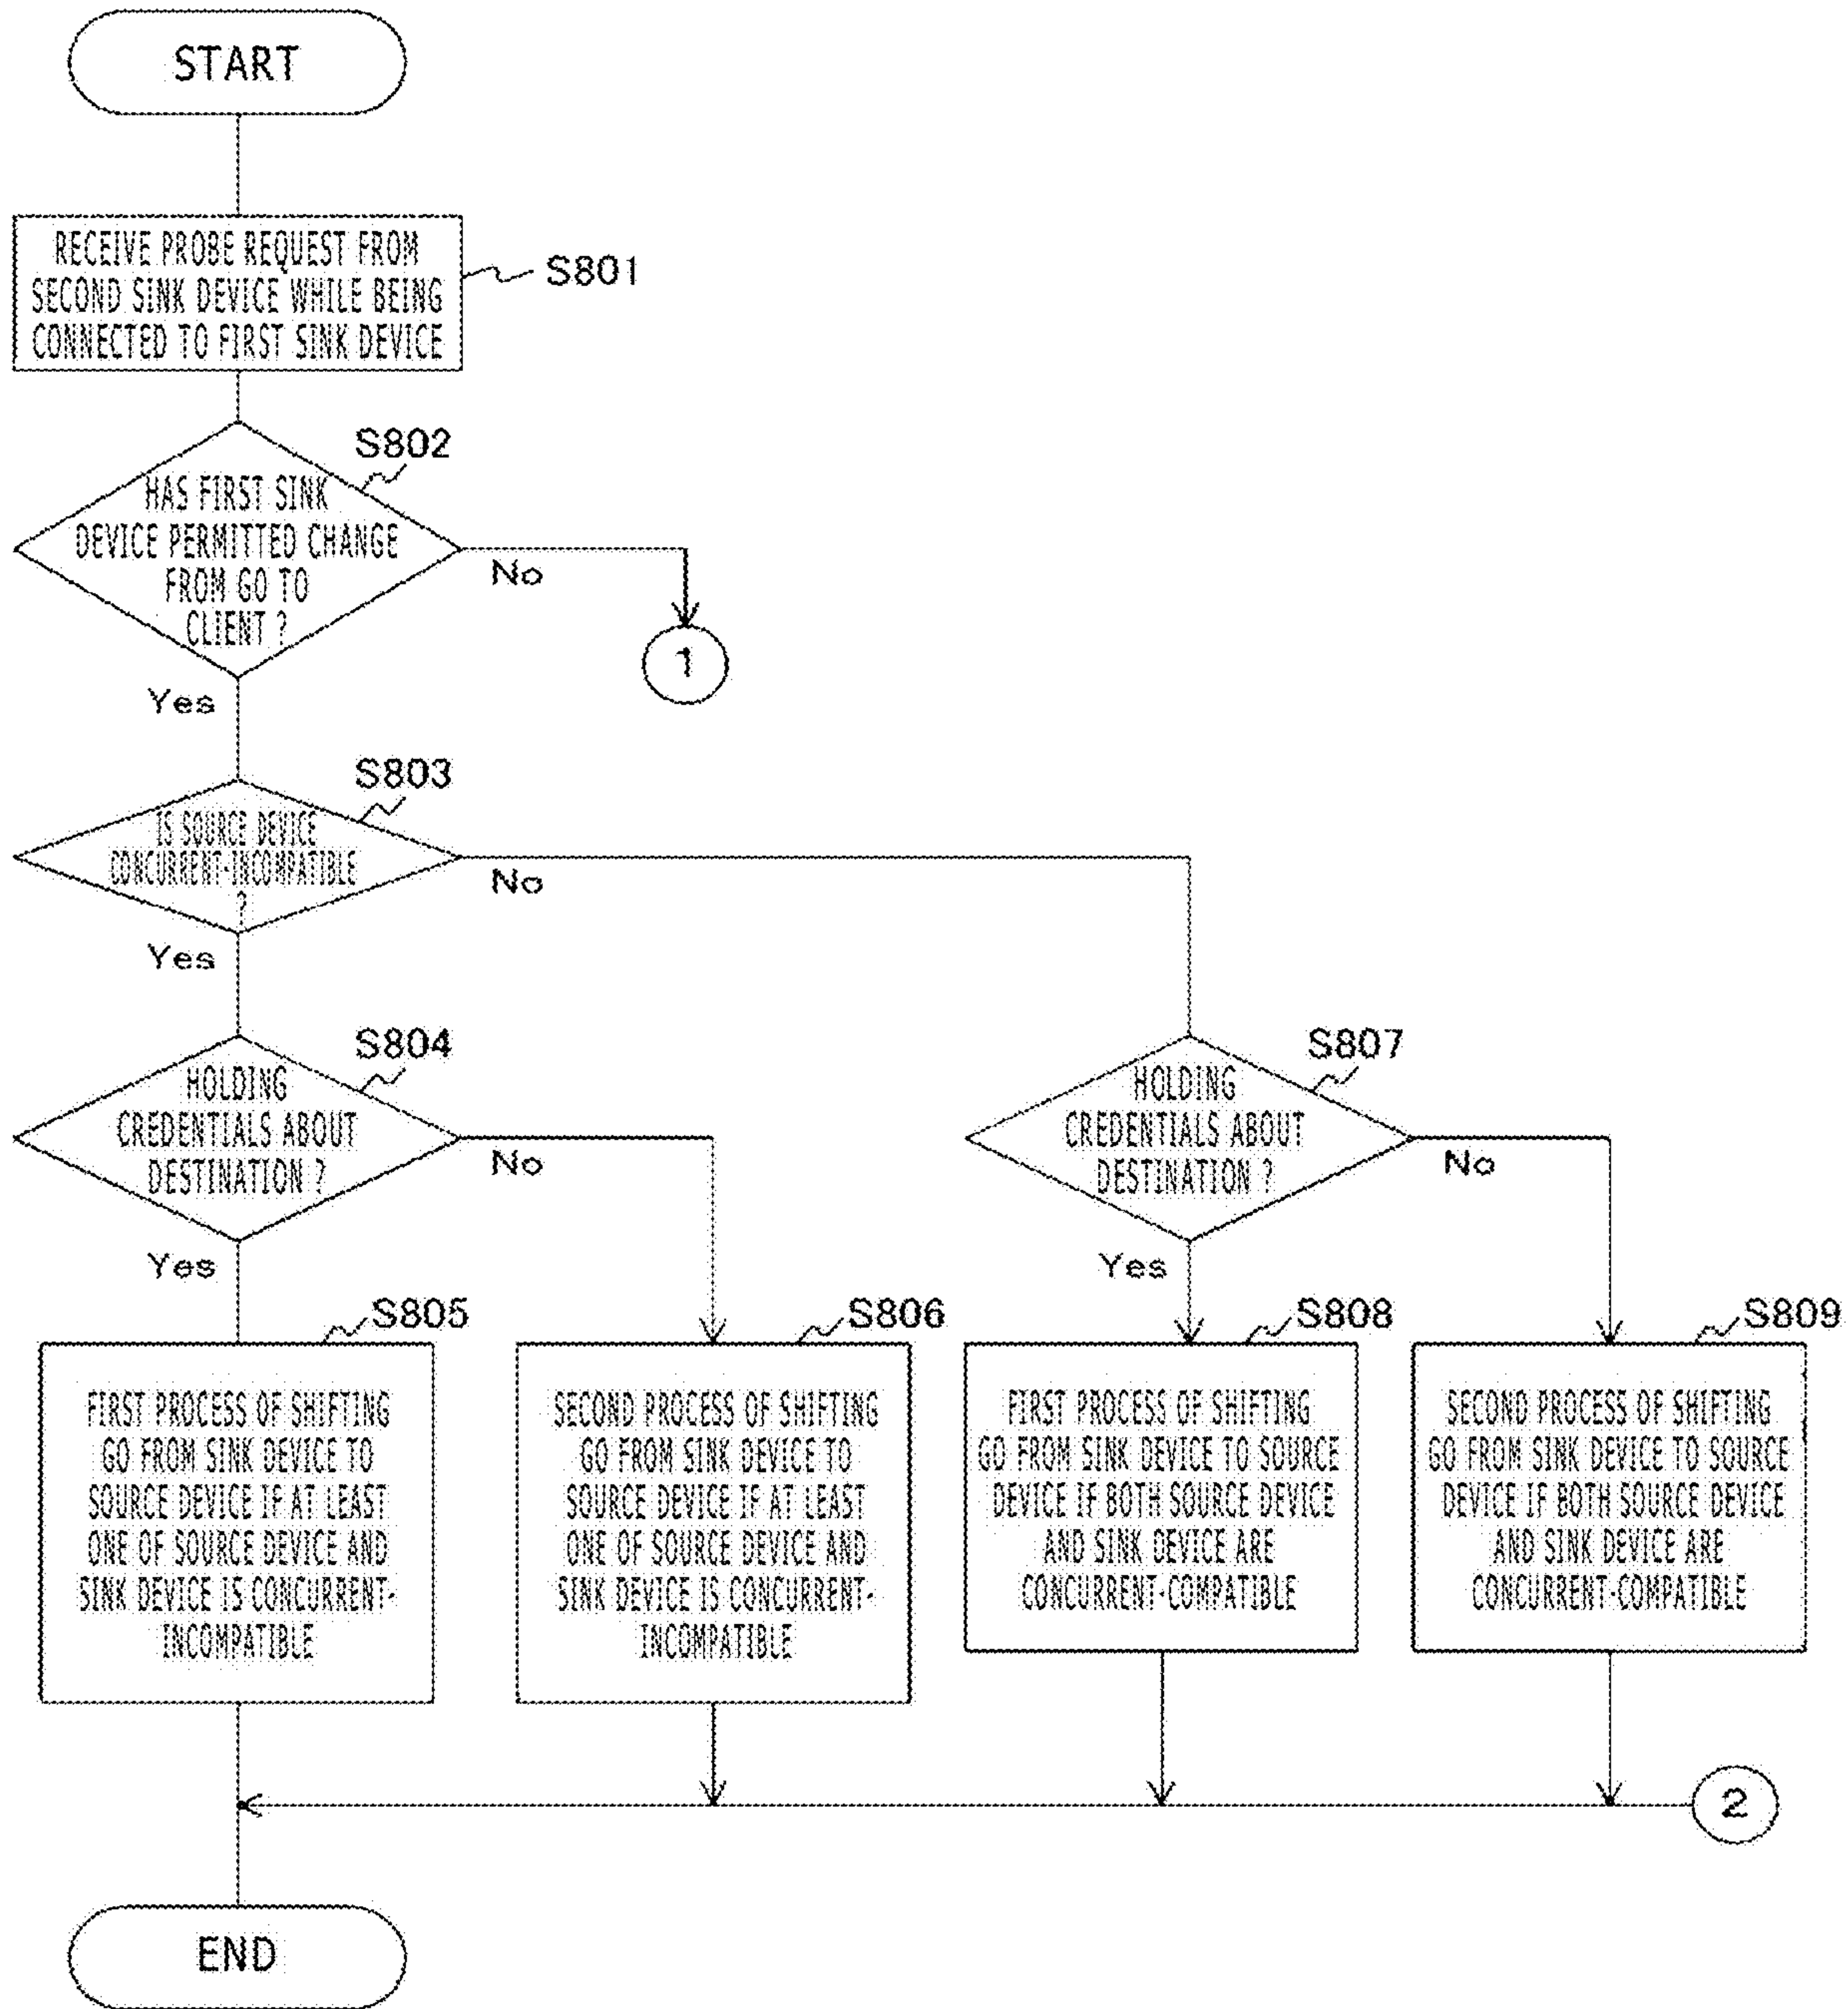 START
RECEIVE PROBE REQUEST FROM
SECOND SINK DEVICE WHILE BEING
CONNECTED TO FIRST SINK DEVICE
S801
S802
HAS FIRST SINK
DEVICE PERMITTED CHANGE
FROM GO TO
CLIENT ?
No
1
Yes
S803
IS SOURCE DEVICE
CONCURRENT-INCOMPATIBLE
?
No
Yes
S804
HOLDING
CREDENTIALS ABOUT
DESTINATION ?
No
Yes
S807
HOLDING
CREDENTIALS ABOUT
DESTINATION ?
No
Yes
S805
FIRST PROCESS OF SHIFTING
GO FROM SINK DEVICE TO
SOURCE DEVICE IF AT LEAST
ONE OF SOURCE DEVICE AND
SINK DEVICE IS CONCURRENT-
INCOMPATIBLE
S806
SECOND PROCESS OF SHIFTING
GO FROM SINK DEVICE TO
SOURCE DEVICE IF AT LEAST
ONE OF SOURCE DEVICE AND
SINK DEVICE IS CONCURRENT-
INCOMPATIBLE
S808
FIRST PROCESS OF SHIFTING
GO FROM SINK DEVICE TO SOURCE
DEVICE IF BOTH SOURCE DEVICE
AND SINK DEVICE ARE
CONCURRENT-COMPATIBLE
S809
SECOND PROCESS OF SHIFTING
GO FROM SINK DEVICE TO SOURCE
DEVICE IF BOTH SOURCE DEVICE
AND SINK DEVICE ARE
CONCURRENT-COMPATIBLE
2
END